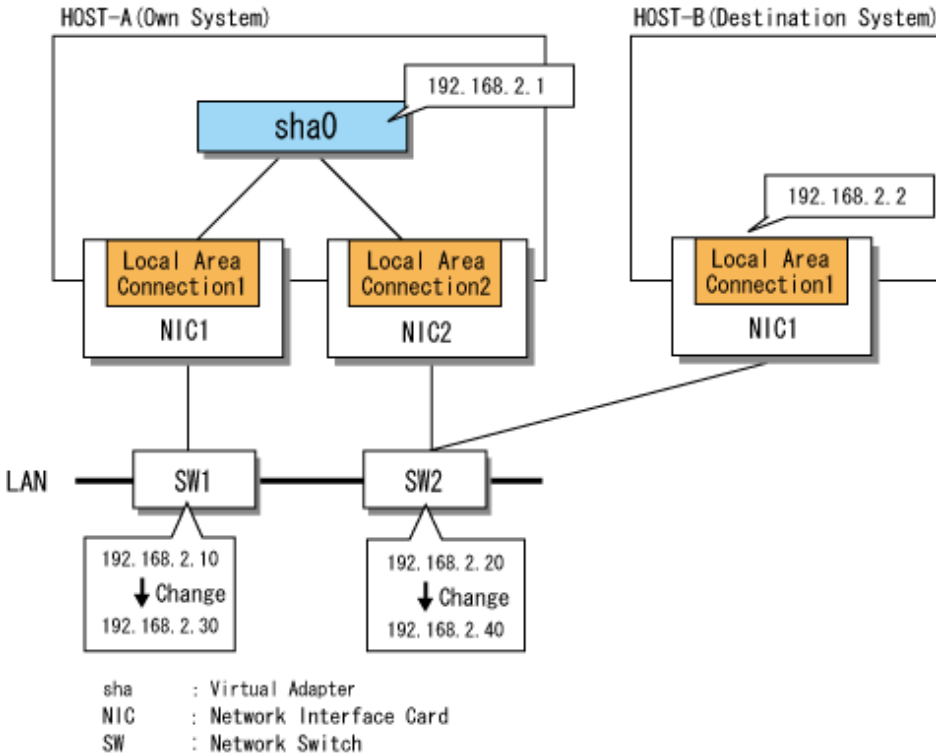 HOST-A(Own System)
HOST-B(Destination System)
192.168.2.1
sha0
192.168.2.2
Local Area
Connection1
Local Area
Connection2
Local Area
Connection1
NIC1
NIC2
NIC1
LAN
SW1
SW2
192.168.2.10
Change
192.168.2.30
192.168.2.20
Change
192.168.2.40
sha : Virtual Adapter
NIC : Network Interface Card
SW : Network Switch